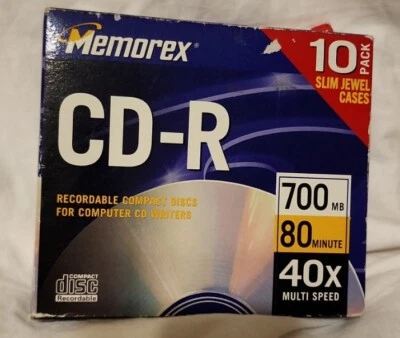 Memorex
10 PACK
SLIM JEWEL
CASES
CD-R
RECORDABLE COMPACT DISCS
FOR COMPUTER CD WRITERS
700 MB
80 MINUTE
40X
MULTI SPEED
COMPACT
disc
Recordable